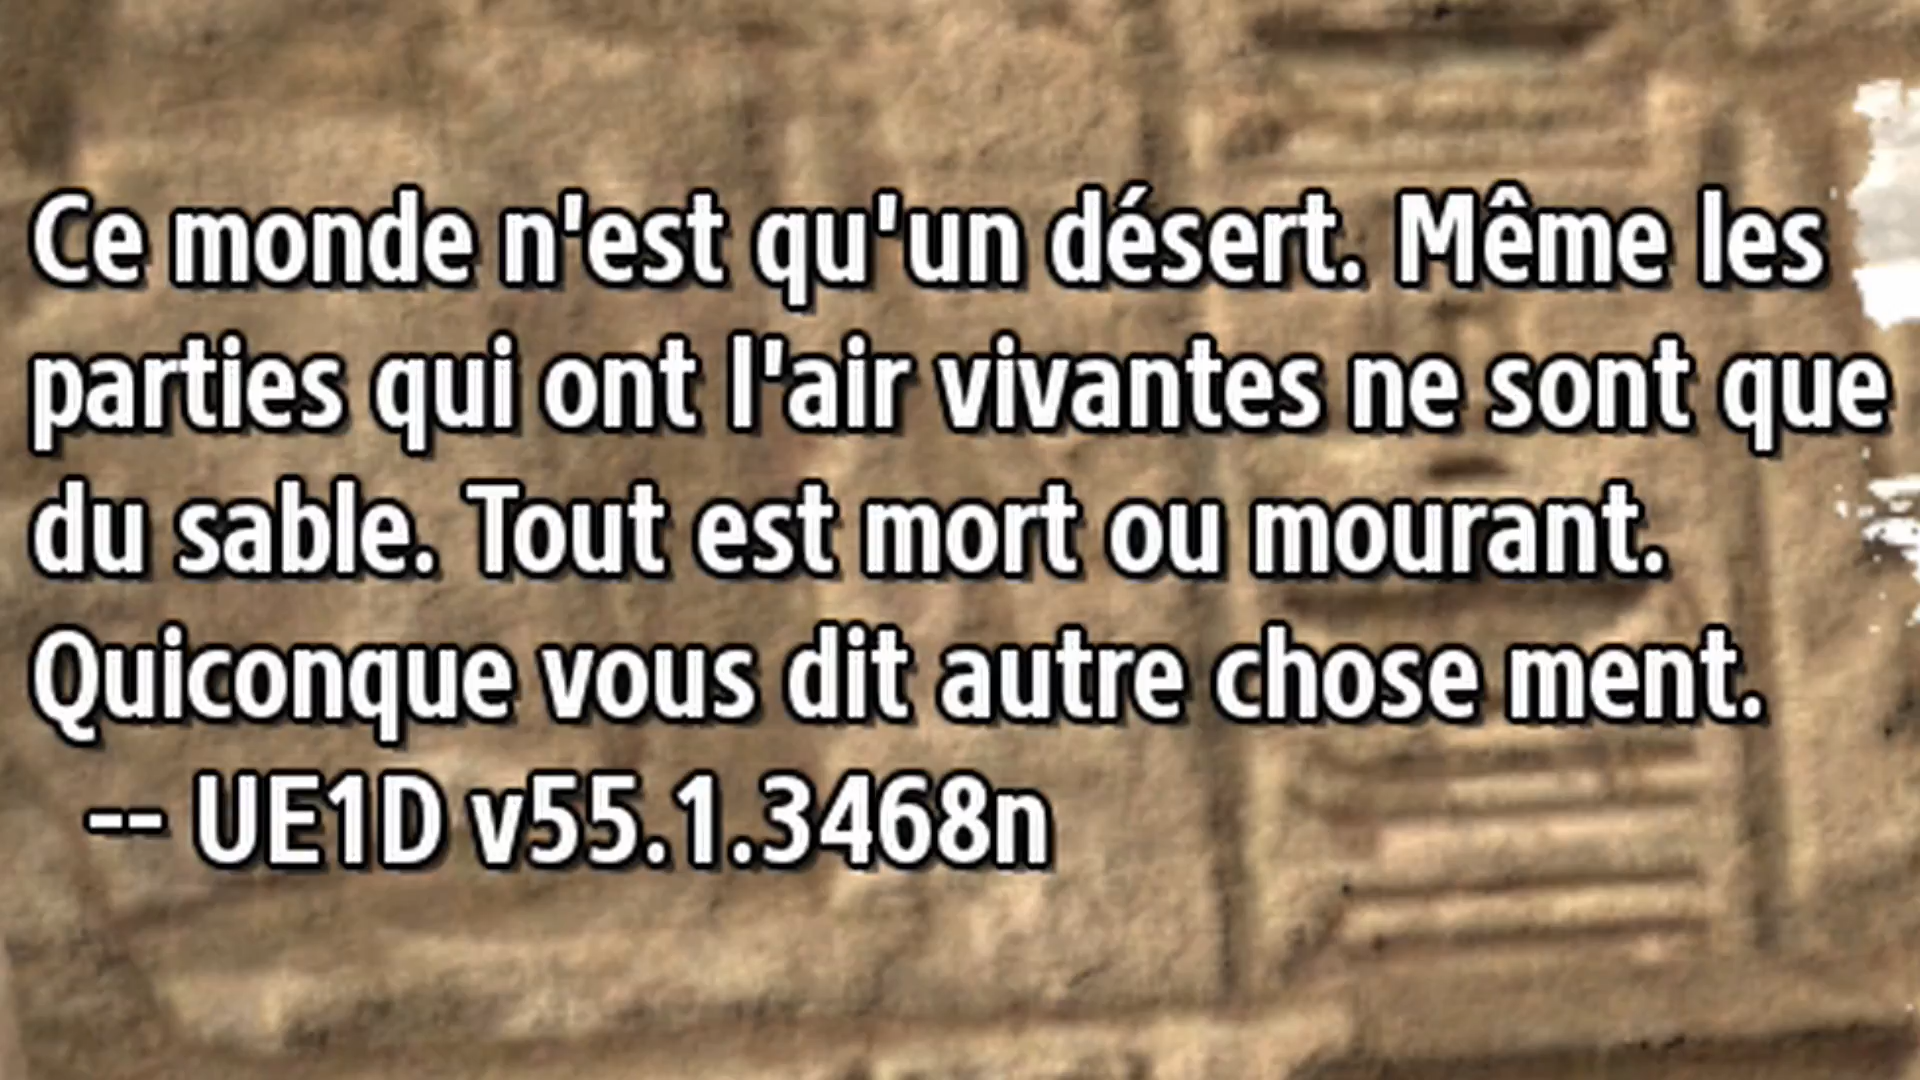 Ce monde n'est qu'un désert. Même les
parties qui ont l'air vivantes ne sont que
du sable. Tout est mort ou mourant.
Quiconque vous dit autre chose ment.
-- UE1D v55.1.3468n